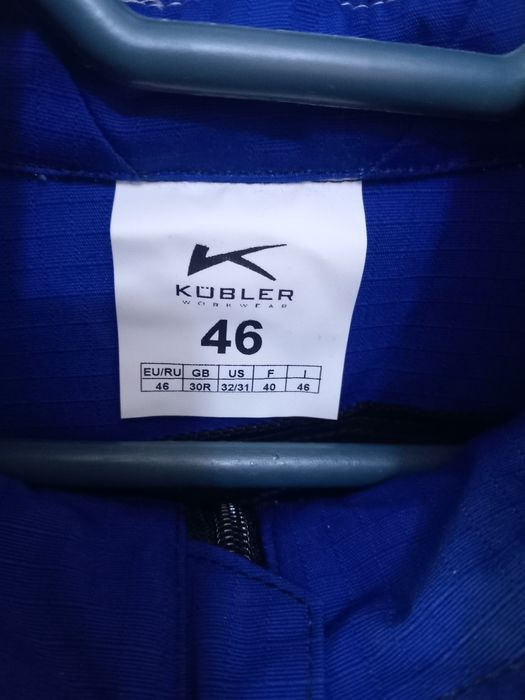 KÜBLER
WORKWEAR
46
EU/RU GB US F I
46 30R 32/31 40 46